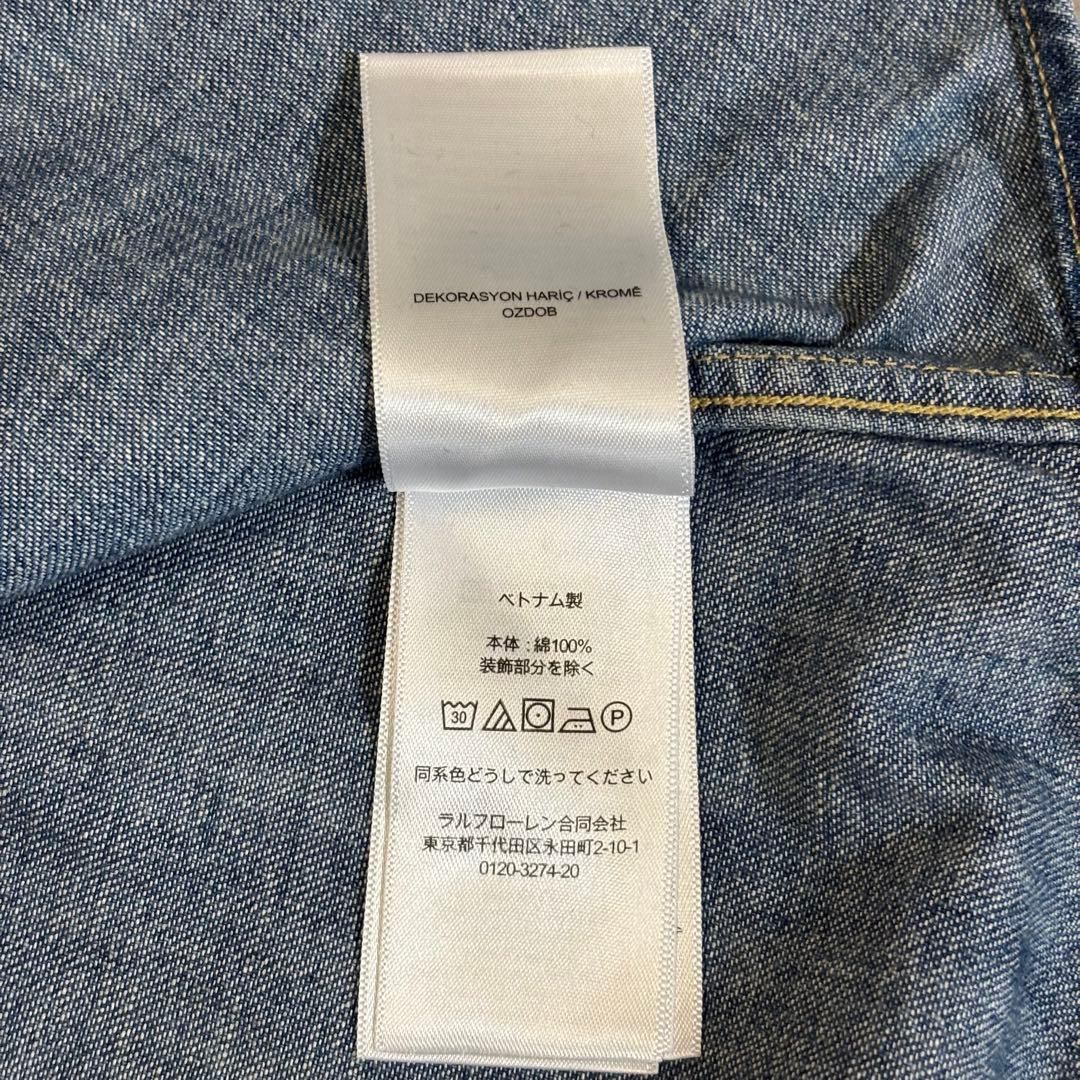 DEKORASYON HARİÇ / KROMĚ
OZDOB
ベトナム製
本体 : 綿100%
装飾部分を除く
30 P
同系色どうしで洗ってください
ラルフローレン合同会社
東京都千代田区永田町2-10-1
0120-3274-20